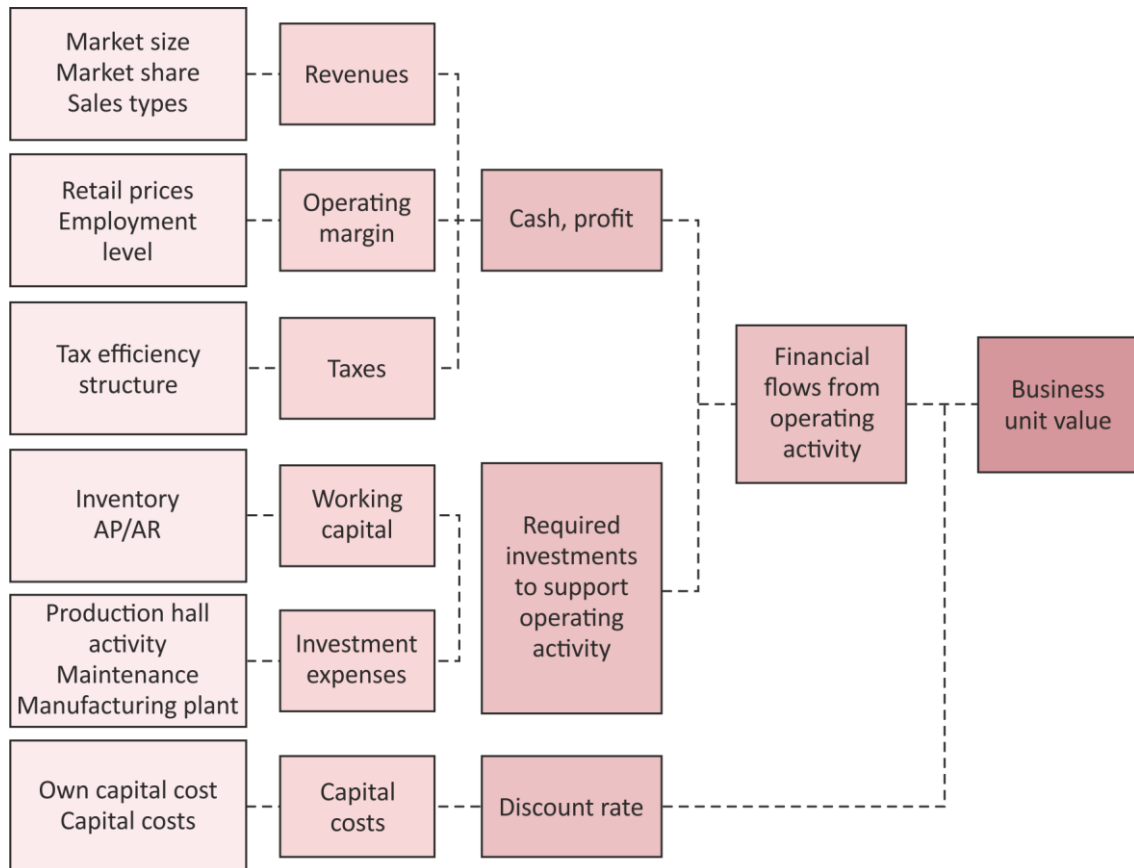 Market size
Market share
Sales types
Revenues
Retail prices
Employment
level
Operating
margin
Cash, profit
Tax efficiency
structure
Taxes
Financial
flows from
operating
activity
Business
unit value
Inventory
AP/AR
Working
capital
Required
investments
to support
operating
activity
Production hall
activity
Maintenance
Manufacturing plant
Investment
expenses
Own capital cost
Capital costs
Capital
costs
Discount rate